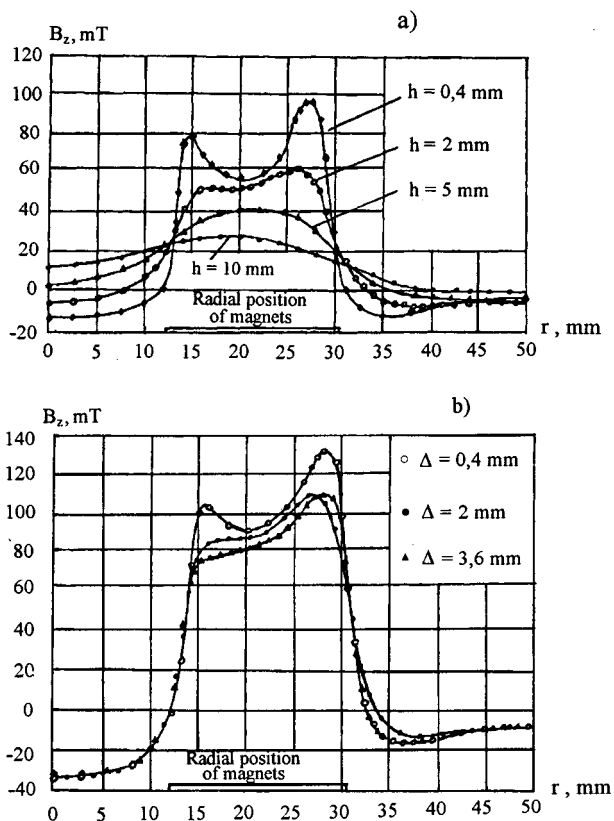 a)
B_z, mT
120
100
80
60
40
20
0
-20
h = 0,4 mm
h = 2 mm
h = 5 mm
h = 10 mm
Radial position
of magnets
0 5 10 15 20 25 30 35 40 45 50
r , mm
b)
B_z, mT
140
120
100
80
60
40
20
0
-20
-40
Δ = 0,4 mm
Δ = 2 mm
Δ = 3,6 mm
Radial position
of magnets
0 5 10 15 20 25 30 35 40 45 50
r , mm